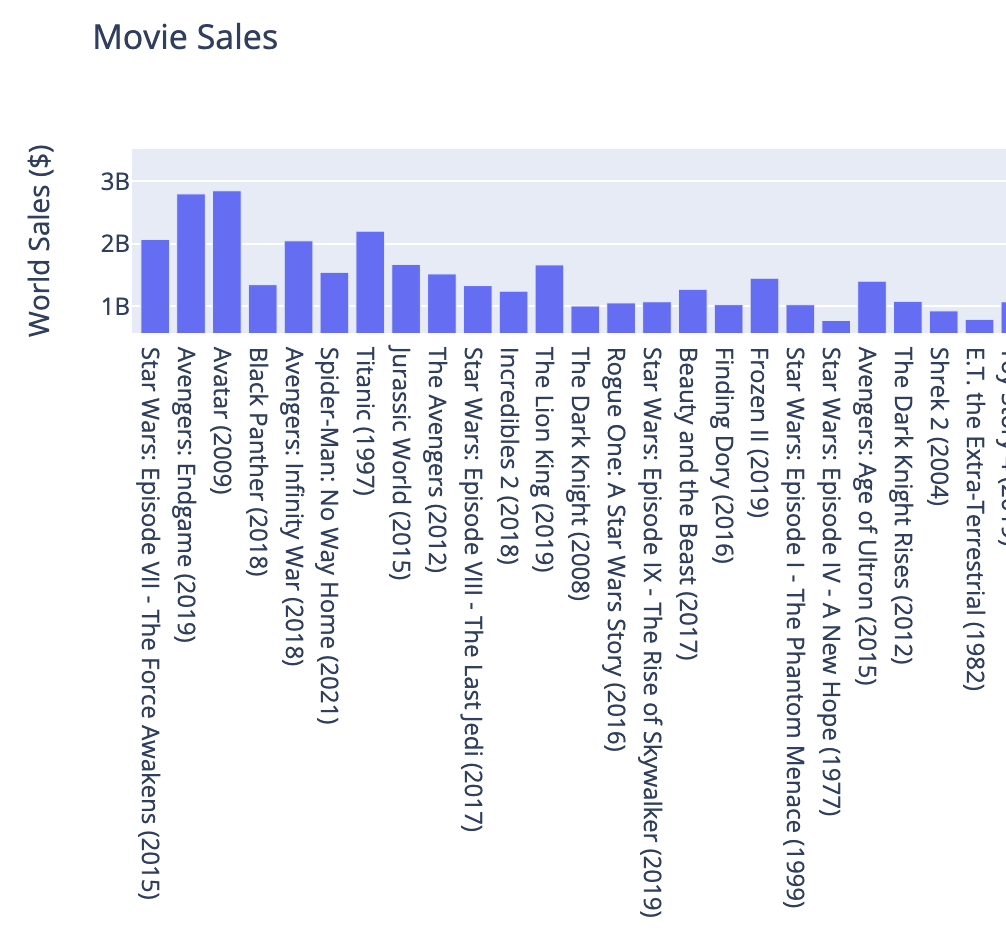 Movie Sales
World Sales ($)
3B
2B
1B
Star Wars: Episode VII - The Force Awakens (2015)
Avengers: Endgame (2019)
Avatar (2009)
Black Panther (2018)
Avengers: Infinity War (2018)
Spider-Man: No Way Home (2021)
Titanic (1997)
Jurassic World (2015)
The Avengers (2012)
Star Wars: Episode VIII - The Last Jedi (2017)
Incredibles 2 (2018)
The Lion King (2019)
The Dark Knight (2008)
Rogue One: A Star Wars Story (2016)
Star Wars: Episode IX - The Rise of Skywalker (2019)
Beauty and the Beast (2017)
Finding Dory (2016)
Frozen II (2019)
Star Wars: Episode I - The Phantom Menace (1999)
Star Wars: Episode IV - A New Hope (1977)
Avengers: Age of Ultron (2015)
The Dark Knight Rises (2012)
Shrek 2 (2004)
E.T. the Extra-Terrestrial (1982)